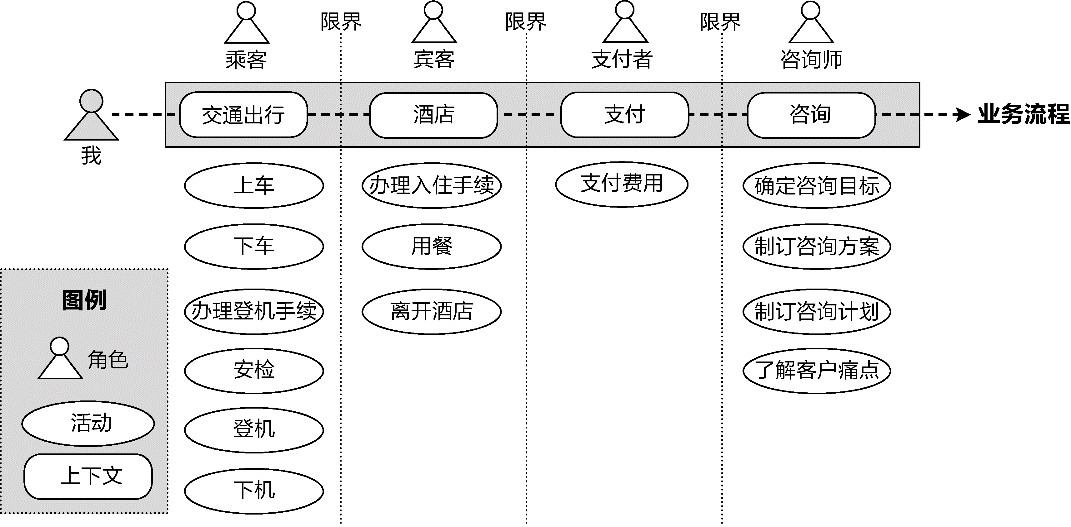 限界
限界
限界
乘客
宾客
支付者
咨询师
我
交通出行
酒店
支付
咨询
业务流程
上车
下车
办理登机手续
安检
登机
下机
办理入住手续
用餐
离开酒店
支付费用
确定咨询目标
制订咨询方案
制订咨询计划
了解客户痛点
图例
角色
活动
上下文